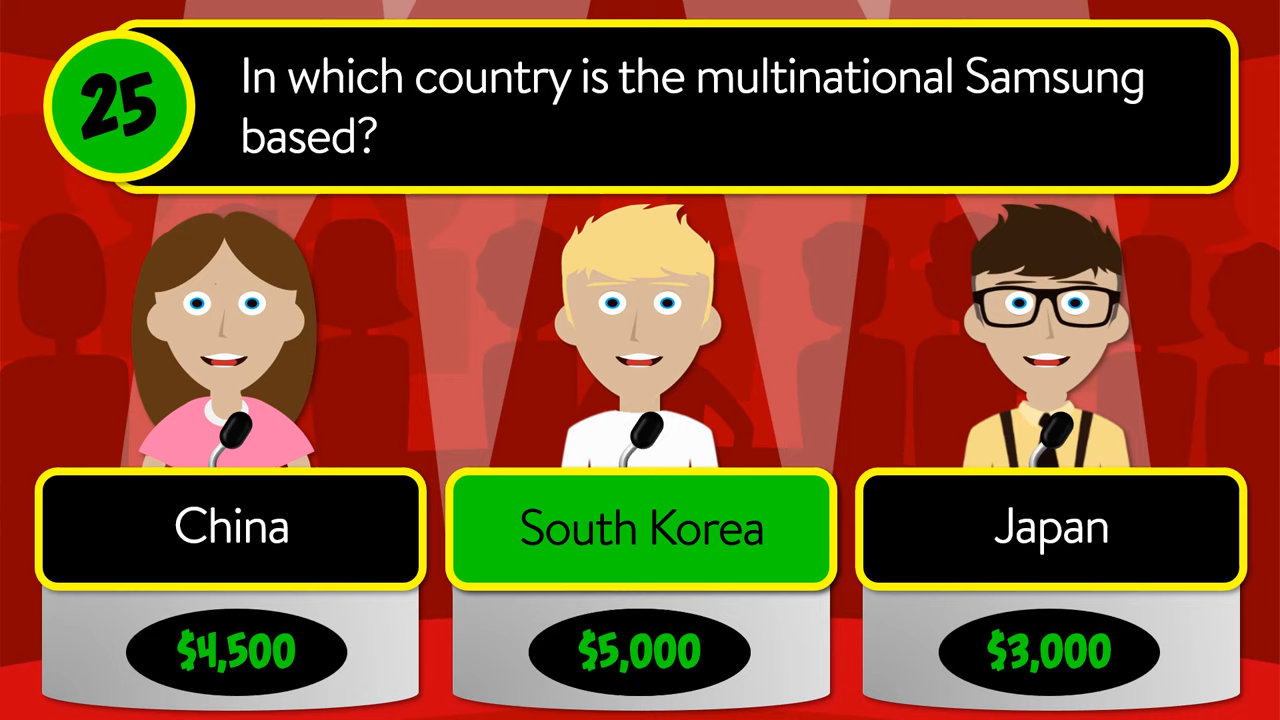 25
In which country is the multinational Samsung
based?
China
South Korea
Japan
$4,500
$5,000
$3,000